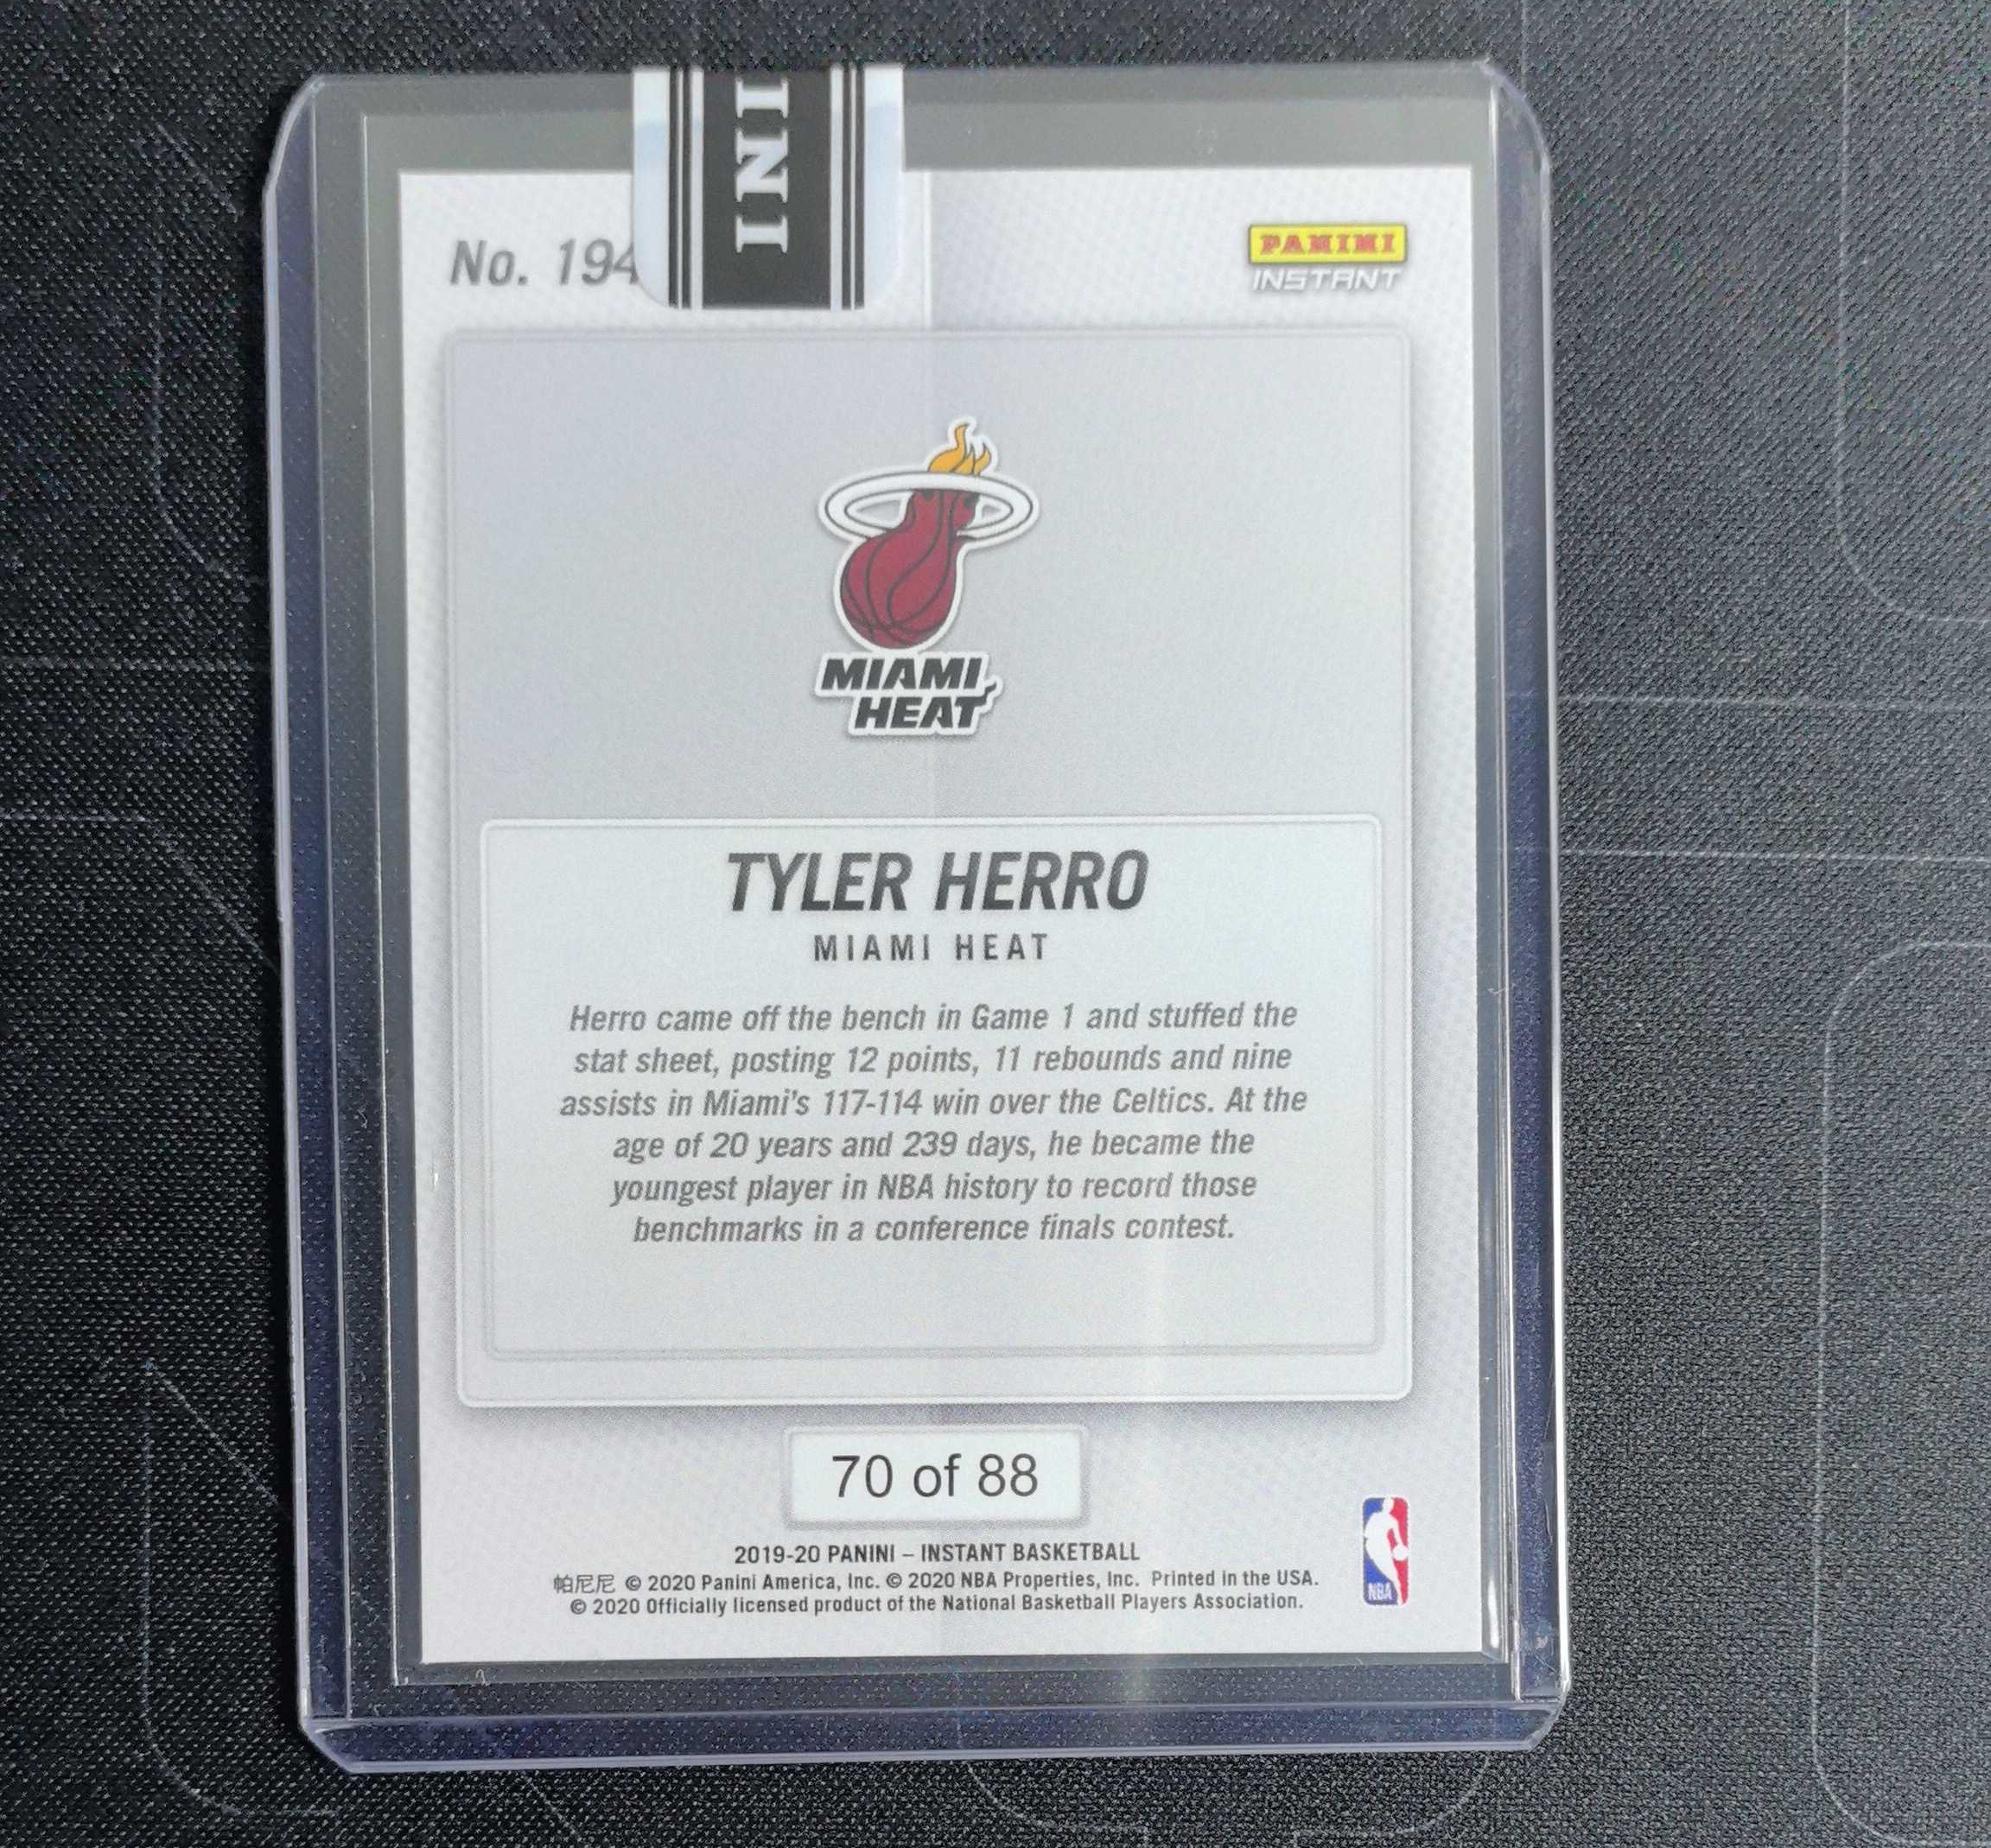 INI
No. 194
PANINI
INSTANT
MIAMI
HEAT
TYLER HERRO
MIAMI HEAT
Herro came off the bench in Game 1 and stuffed the
stat sheet, posting 12 points, 11 rebounds and nine
assists in Miami's 117-114 win over the Celtics. At the
age of 20 years and 239 days, he became the
youngest player in NBA history to record those
benchmarks in a conference finals contest.
70 of 88
2019-20 PANINI – INSTANT BASKETBALL
帕尼尼 © 2020 Panini America, Inc. © 2020 NBA Properties, Inc. Printed in the USA.
© 2020 Officially licensed product of the National Basketball Players Association.
NBA